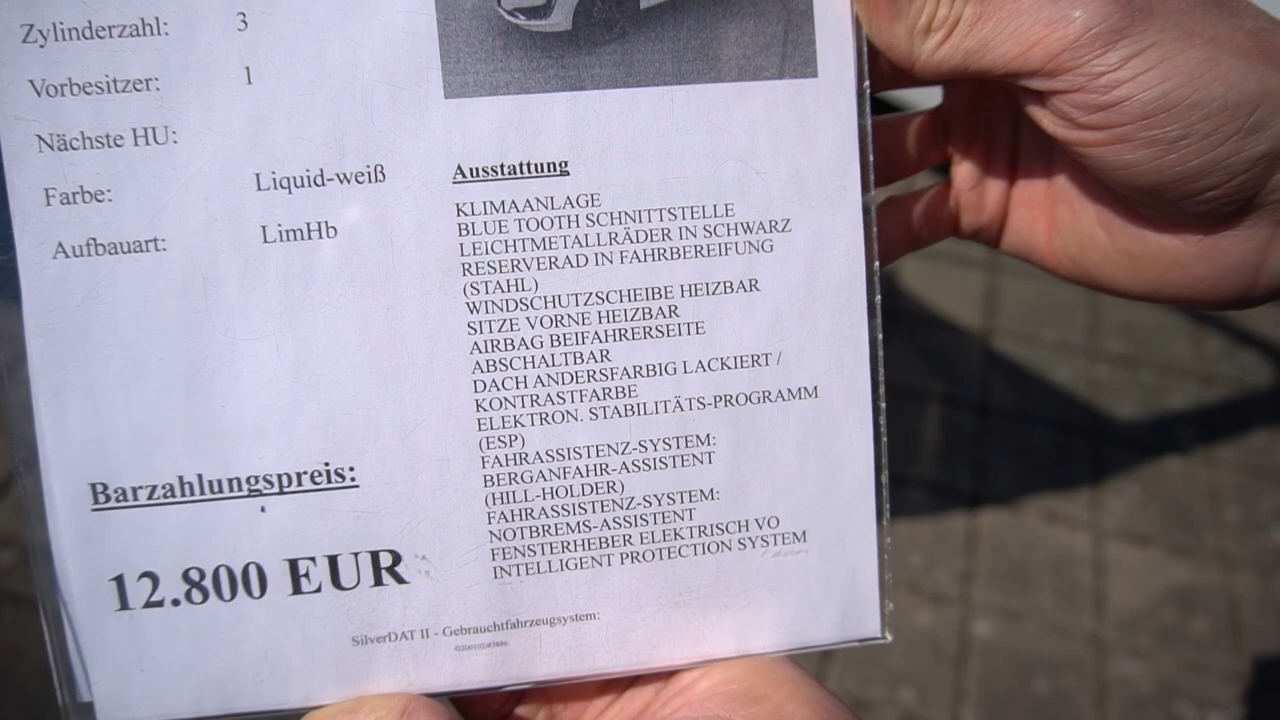 Zylinderzahl: 3
Vorbesitzer: 1
Nächste HU:
Farbe: Liquid-weiß
Aufbauart: LimHb
Barzahlungspreis:
12.800 EUR
Ausstattung
KLIMAANLAGE
BLUE TOOTH SCHNITTSTELLE
LEICHTMETALLRÄDER IN SCHWARZ
RESERVERAD IN FAHRBEREIFUNG
(STAHL)
WINDSCHUTZSCHEIBE HEIZBAR
SITZE VORNE HEIZBAR
AIRBAG BEIFAHRERSEITE
ABSCHALTBAR
DACH ANDERSFARBIG LACKIERT /
KONTRASTFARBE
ELEKTRON. STABILITÄTS-PROGRAMM
(ESP)
FAHRASSISTENZ-SYSTEM:
BERGANFAHR-ASSISTENT
(HILL-HOLDER)
FAHRASSISTENZ-SYSTEM:
NOTBREMS-ASSISTENT
FENSTERHEBER ELEKTRISCH VO
INTELLIGENT PROTECTION SYSTEM
SilverDAT II - Gebrauchtfahrzeugsystem: